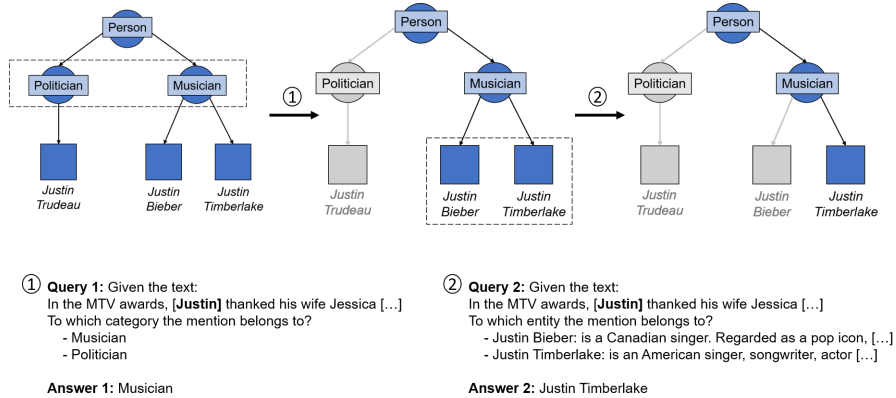 Person
Politician
Musician
Justin
Trudeau
Justin
Bieber
Justin
Timberlake
①
Person
Politician
Musician
Justin
Trudeau
Justin
Bieber
Justin
Timberlake
②
Person
Politician
Musician
Justin
Trudeau
Justin
Bieber
Justin
Timberlake
① Query 1: Given the text:
In the MTV awards, [Justin] thanked his wife Jessica [...]
To which category the mention belongs to?
- Musician
- Politician
Answer 1: Musician
② Query 2: Given the text:
In the MTV awards, [Justin] thanked his wife Jessica [...]
To which entity the mention belongs to?
- Justin Bieber: is a Canadian singer. Regarded as a pop icon, [...]
- Justin Timberlake: is an American singer, songwriter, actor [...]
Answer 2: Justin Timberlake